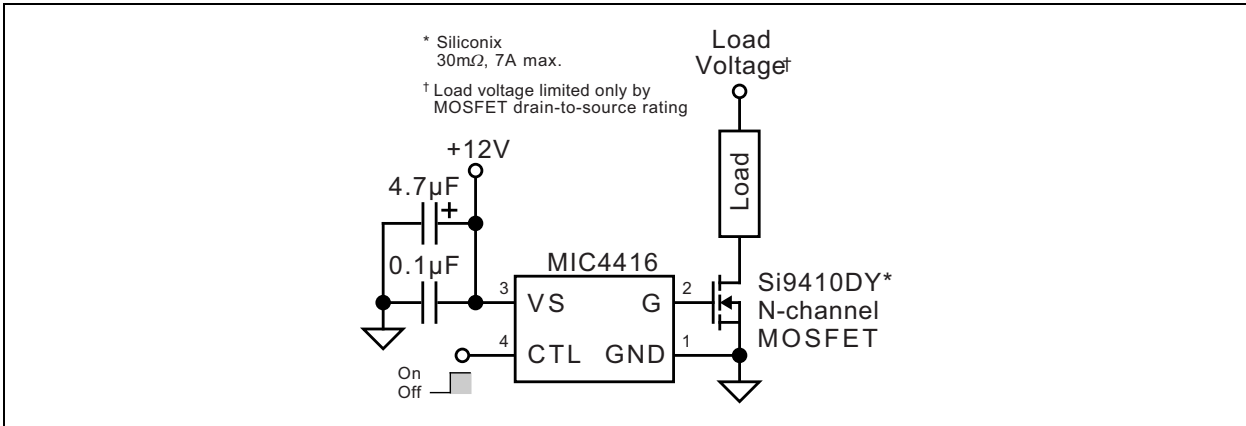 * Siliconix
30mΩ, 7A max.
† Load voltage limited only by
MOSFET drain-to-source rating
Load
Voltage†
+12V
4.7µF
+
0.1µF
MIC4416
Load
3
VS
G
2
4
CTL
GND
1
Si9410DY*
N-channel
MOSFET
On
Off